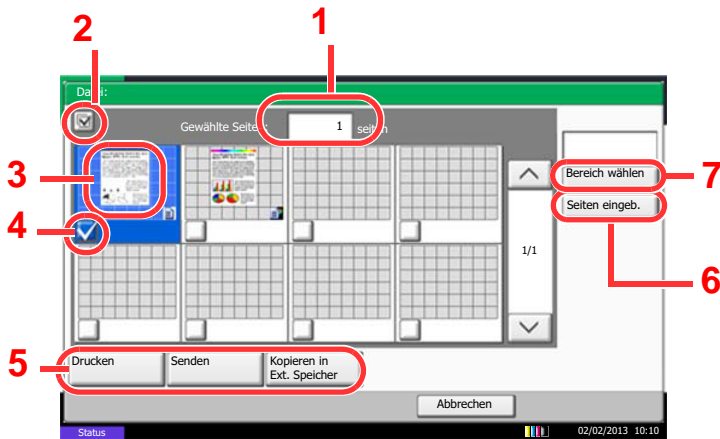 1
2
Datei:
Gewählte Seiten: 1 seiten
3
Bereich wählen
7
Seiten eingeb.
4
1/1
6
5
Drucken
Senden
Kopieren in
Ext. Speicher
Abbrechen
Status
02/02/2013 10:10